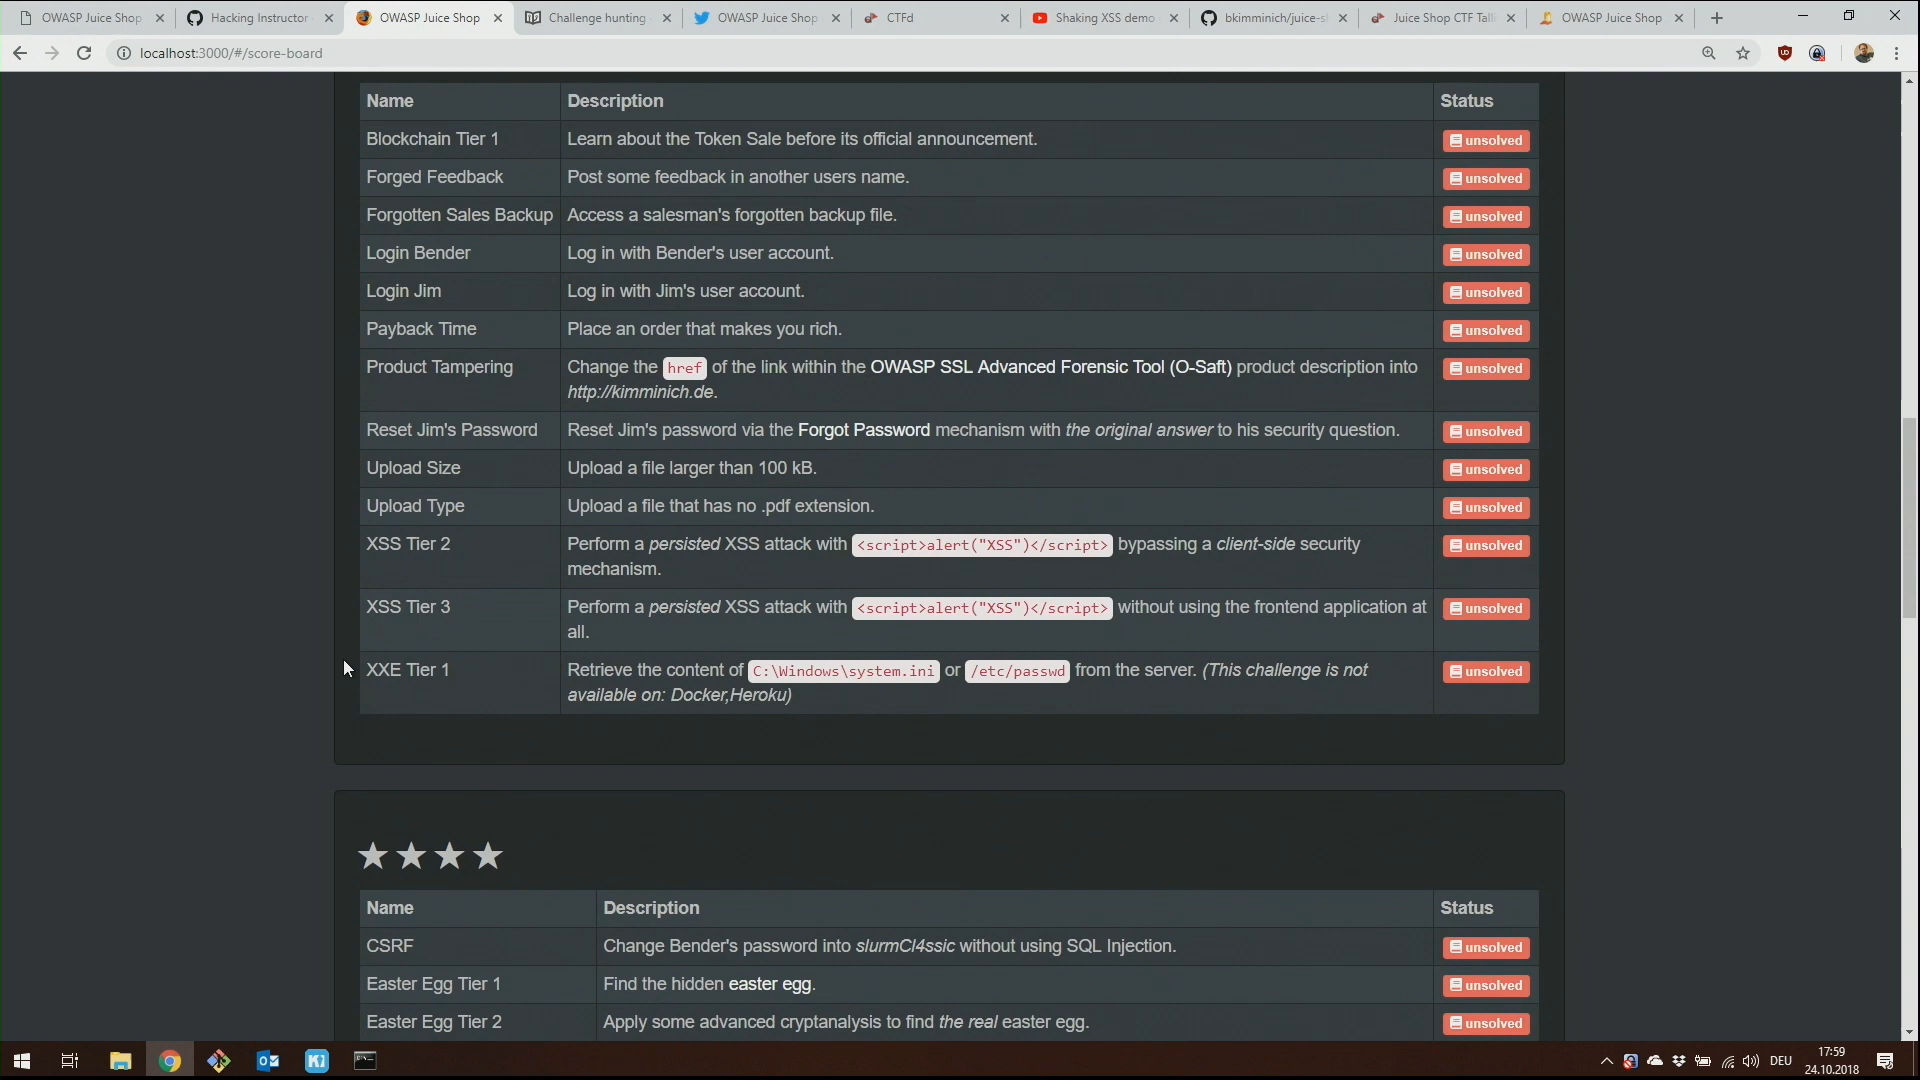 OWASP Juice Shop
Hacking Instructor
OWASP Juice Shop
Challenge hunting
OWASP Juice Shop
CTFd
Shaking XSS demo
bkimminich/juice-s
Juice Shop CTF Tall
OWASP Juice Shop
localhost:3000/#/score-board
Name Description Status
Blockchain Tier 1 Learn about the Token Sale before its official announcement. unsolved
Forged Feedback Post some feedback in another users name. unsolved
Forgotten Sales Backup Access a salesman's forgotten backup file. unsolved
Login Bender Log in with Bender's user account. unsolved
Login Jim Log in with Jim's user account. unsolved
Payback Time Place an order that makes you rich. unsolved
Product Tampering Change the href of the link within the OWASP SSL Advanced Forensic Tool (O-Saft) product description into unsolved
http://kimminich.de.
Reset Jim's Password Reset Jim's password via the Forgot Password mechanism with the original answer to his security question. unsolved
Upload Size Upload a file larger than 100 kB. unsolved
Upload Type Upload a file that has no .pdf extension. unsolved
XSS Tier 2 Perform a persisted XSS attack with <script>alert("XSS")</script> bypassing a client-side security unsolved
mechanism.
XSS Tier 3 Perform a persisted XSS attack with <script>alert("XSS")</script> without using the frontend application at unsolved
all.
XXE Tier 1 Retrieve the content of C:\Windows\system.ini or /etc/passwd from the server. (This challenge is not unsolved
available on: Docker,Heroku)
Name Description Status
CSRF Change Bender's password into slurmCl4ssic without using SQL Injection. unsolved
Easter Egg Tier 1 Find the hidden easter egg. unsolved
Easter Egg Tier 2 Apply some advanced cryptanalysis to find the real easter egg. unsolved
DEU
17:59
24.10.2018